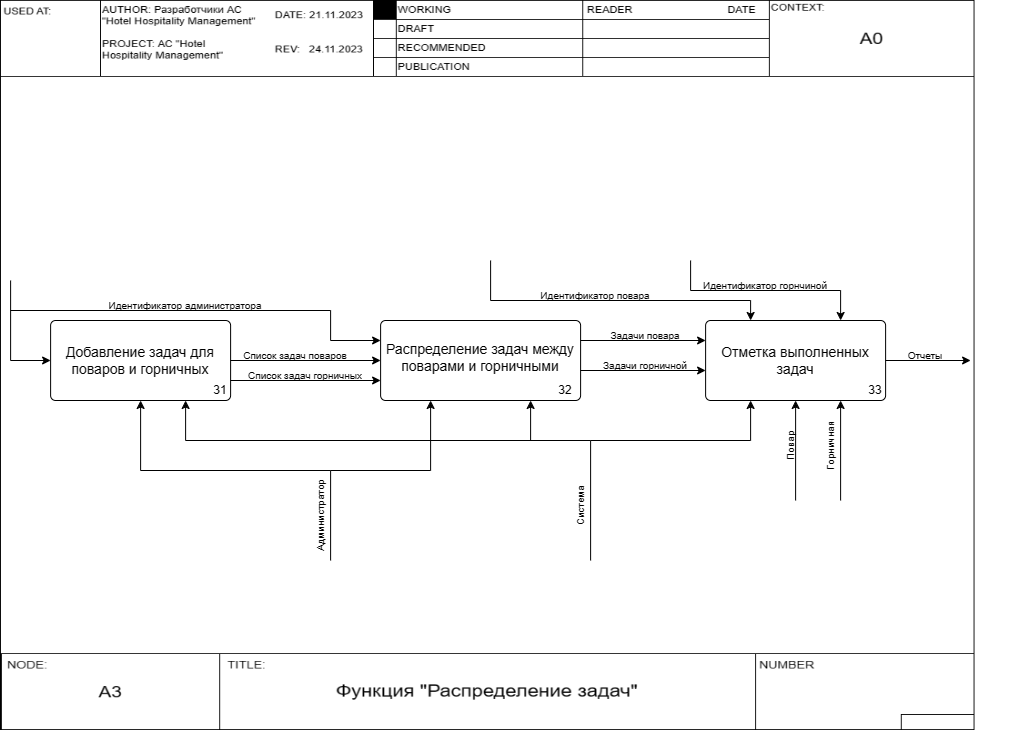 USED AT:
AUTHOR: Разработчики АС
"Hotel Hospitality Management"
DATE: 21.11.2023
PROJECT: АС "Hotel
Hospitality Management"
REV: 24.11.2023
WORKING
DRAFT
RECOMMENDED
PUBLICATION
READER
DATE
CONTEXT:
A0
Идентификатор администратора
Идентификатор повара
Идентификатор горнчиной
Добавление задач для
поваров и горничных
31
Список задач поваров
Список задач горничных
Распределение задач между
поварами и горничными
32
Задачи повара
Задачи горничной
Отметка выполненных
задач
33
Отчеты
Администратор
Система
Повар
Горничная
NODE:
A3
TITLE:
Функция "Распределение задач"
NUMBER